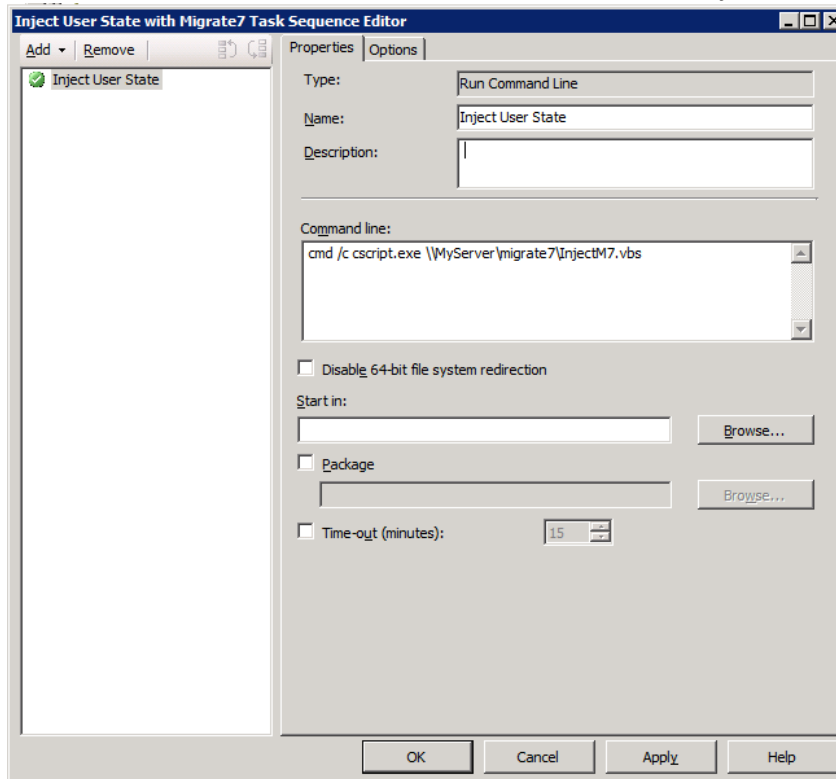 Inject User State with Migrate7 Task Sequence Editor
Add Remove
Properties Options
Inject User State
Type: Run Command Line
Name: Inject User State
Description:
Command line:
cmd /c cscript.exe \\MyServer\migrate7\InjectM7.vbs
Disable 64-bit file system redirection
Start in:
Browse...
Package
Browse...
Time-out (minutes): 15
OK Cancel Apply Help